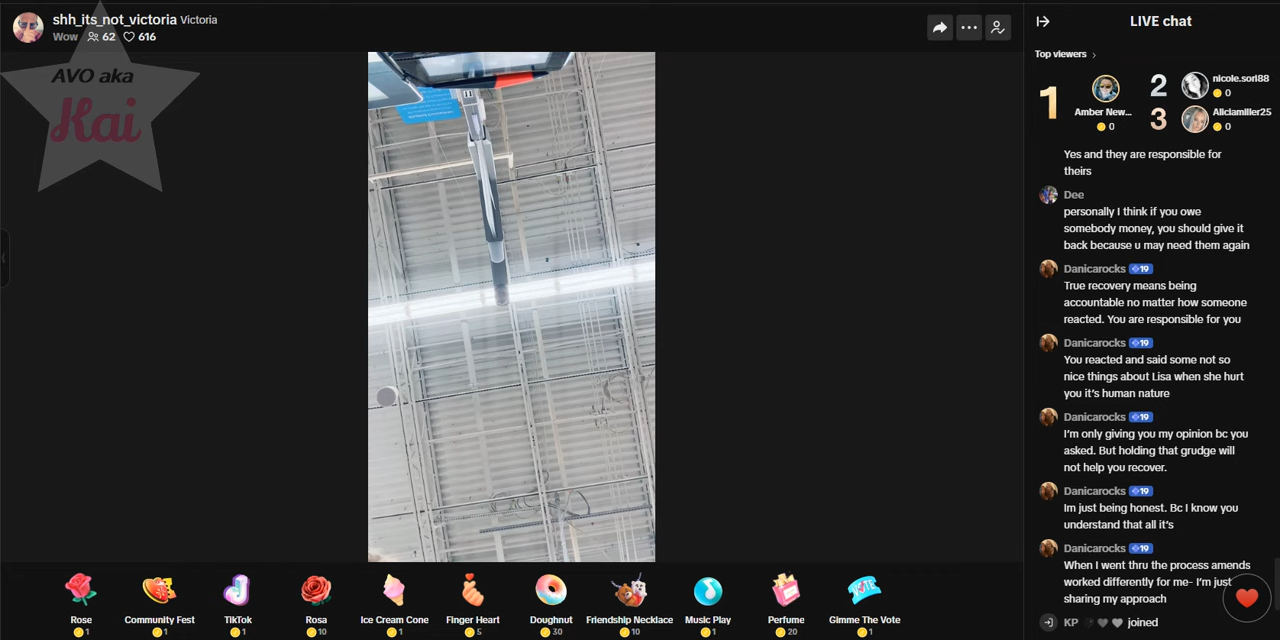 shh_its_not_victoria Victoria
Wow 62 616
AVO aka
Kai
LIVE chat
Top viewers
1
Amber New...
0
2
nicole.sorl88
0
3
Aliciamiller25
0
Yes and they are responsible for
theirs
Dee
personally I think if you owe
somebody money, you should give it
back because u may need them again
Danicarocks 19
True recovery means being
accountable no matter how someone
reacted. You are responsible for you
Danicarocks 19
You reacted and said some not so
nice things about Lisa when she hurt
you it's human nature
Danicarocks 19
I'm only giving you my opinion bc you
asked. But holding that grudge will
not help you recover.
Danicarocks 19
Im just being honest. Bc I know you
understand that all it's
Danicarocks 19
When I went thru the process amends
worked differently for me- I'm just
sharing my approach
KP joined
Rose
1
Community Fest
1
TikTok
1
Rosa
10
Ice Cream Cone
1
Finger Heart
5
Doughnut
30
Friendship Necklace
10
Music Play
1
Perfume
20
VOTE
Gimme The Vote
1